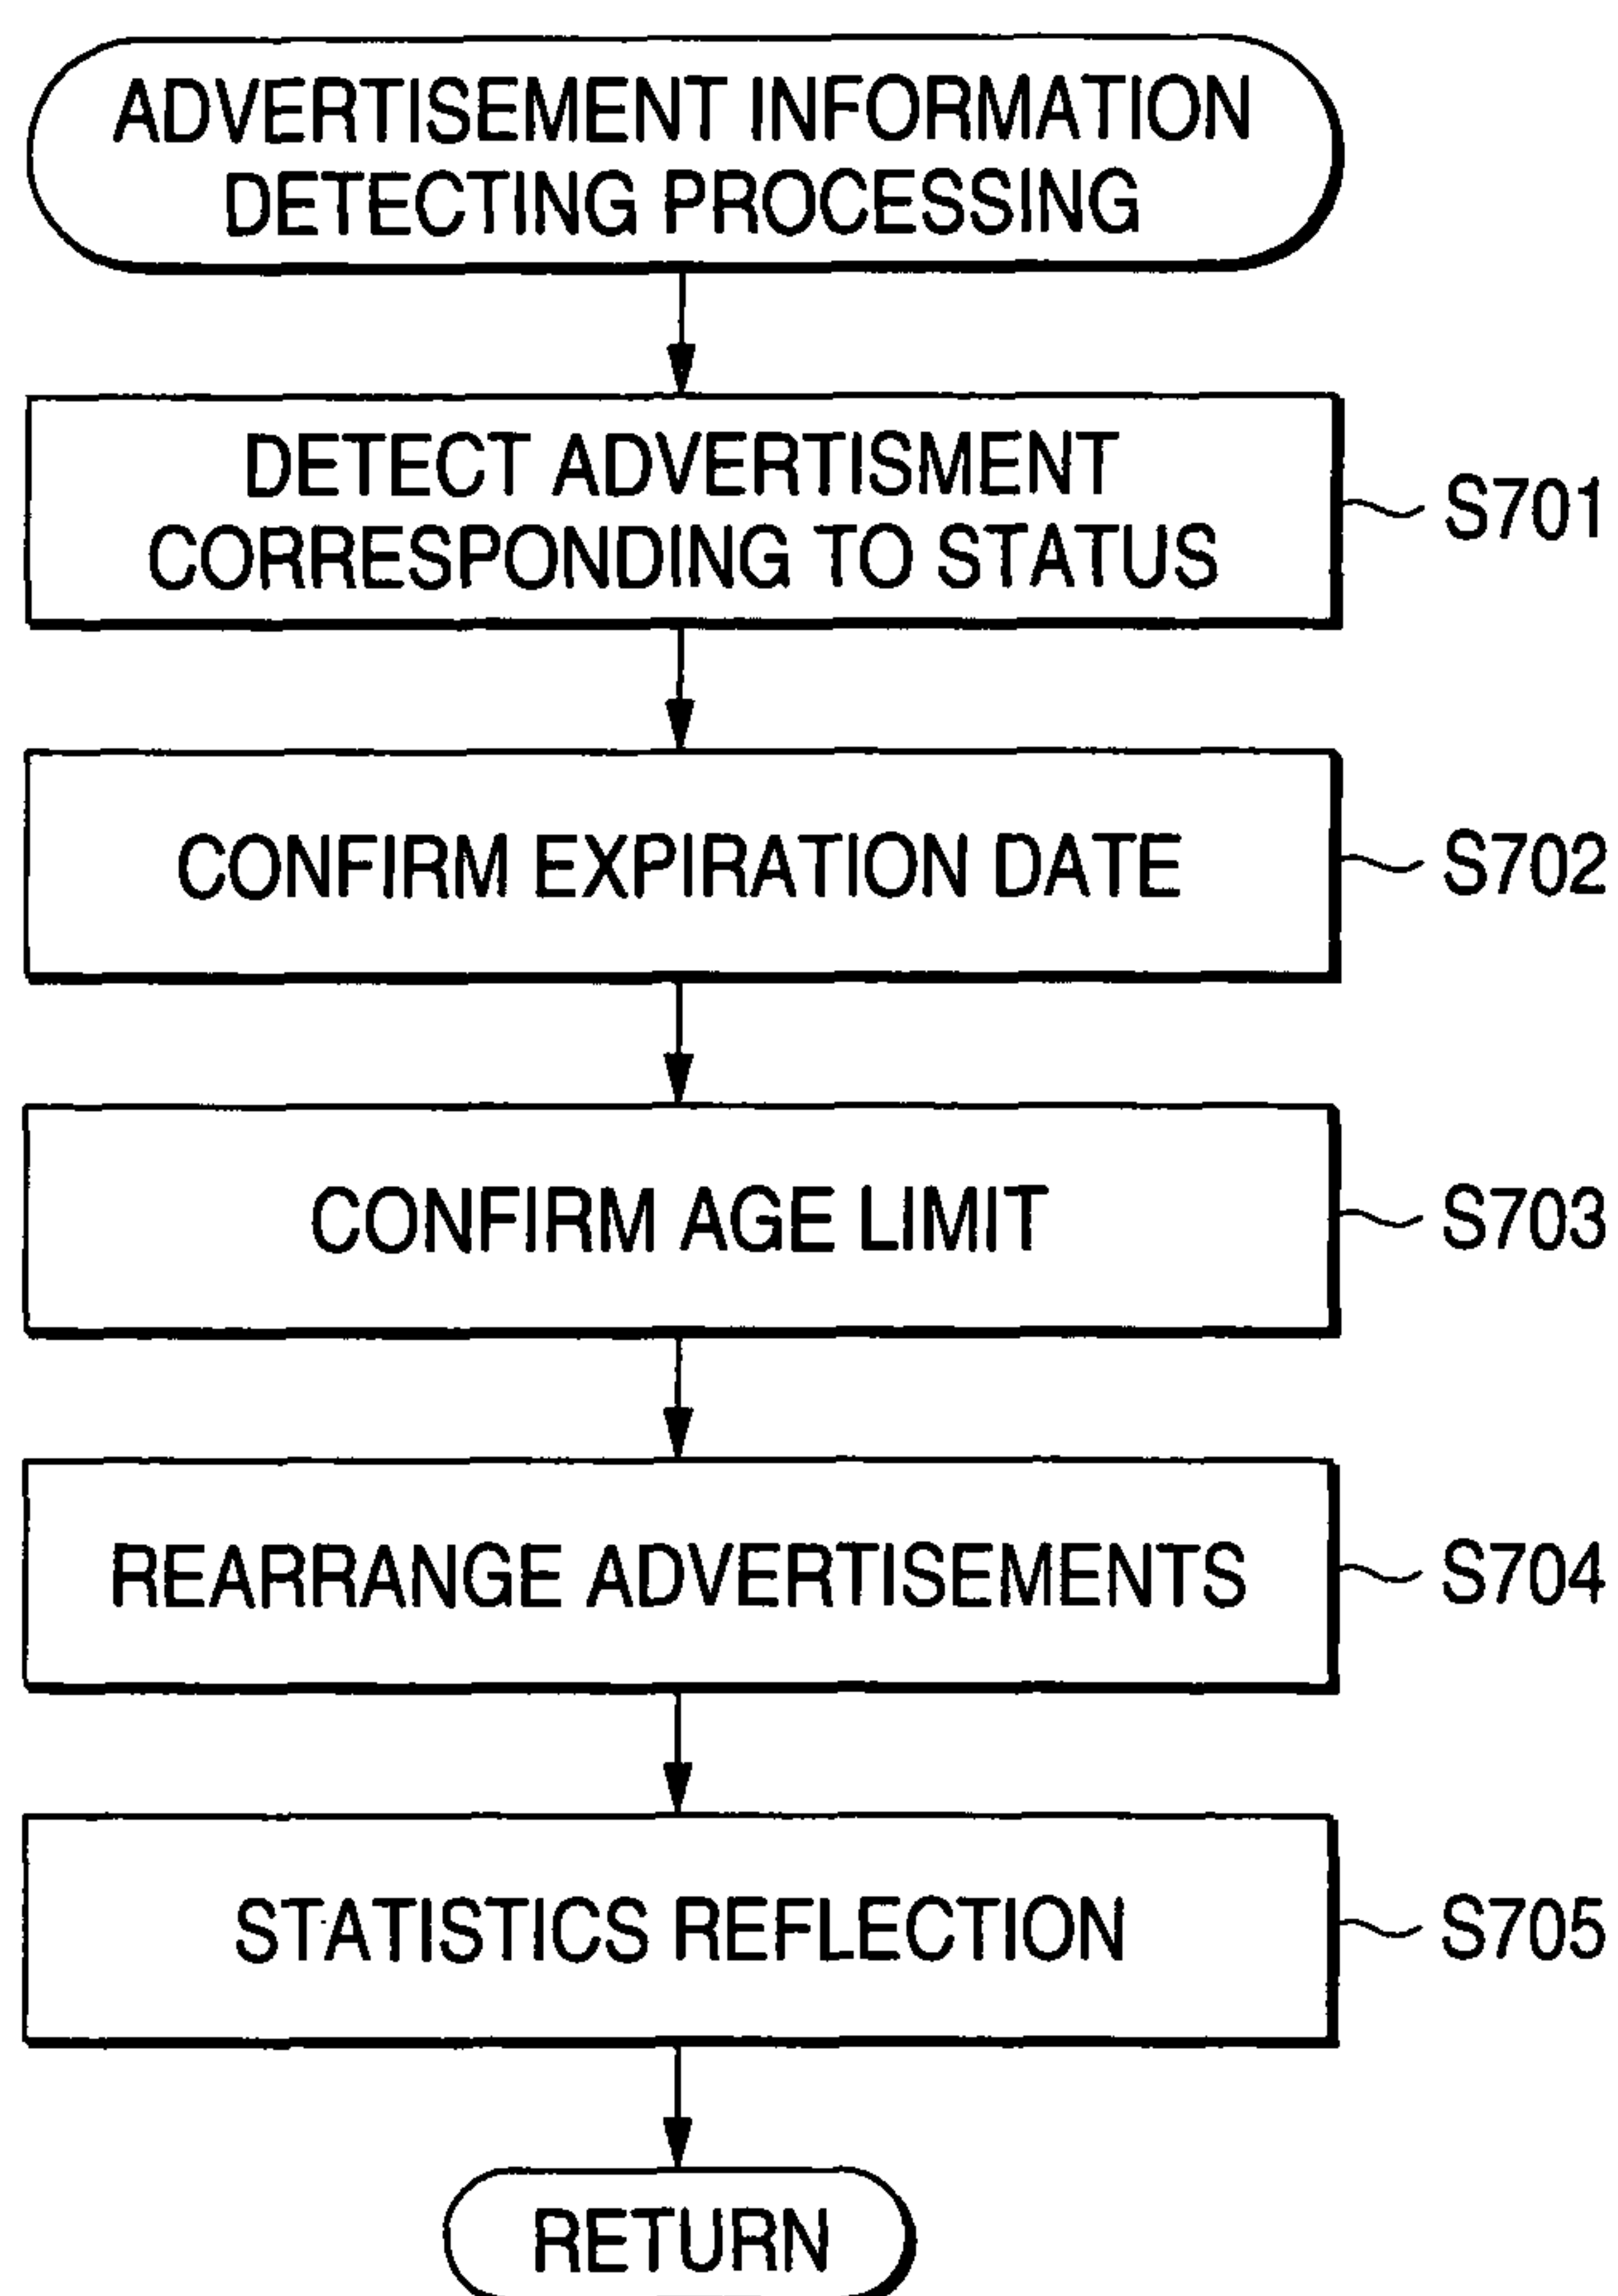 ADVERTISEMENT INFORMATION
DETECTING PROCESSING
DETECT ADVERTISMENT
CORRESPONDING TO STATUS
S701
CONFIRM EXPIRATION DATE
S702
CONFIRM AGE LIMIT
S703
REARRANGE ADVERTISEMENTS
S704
STATISTICS REFLECTION
S705
RETURN